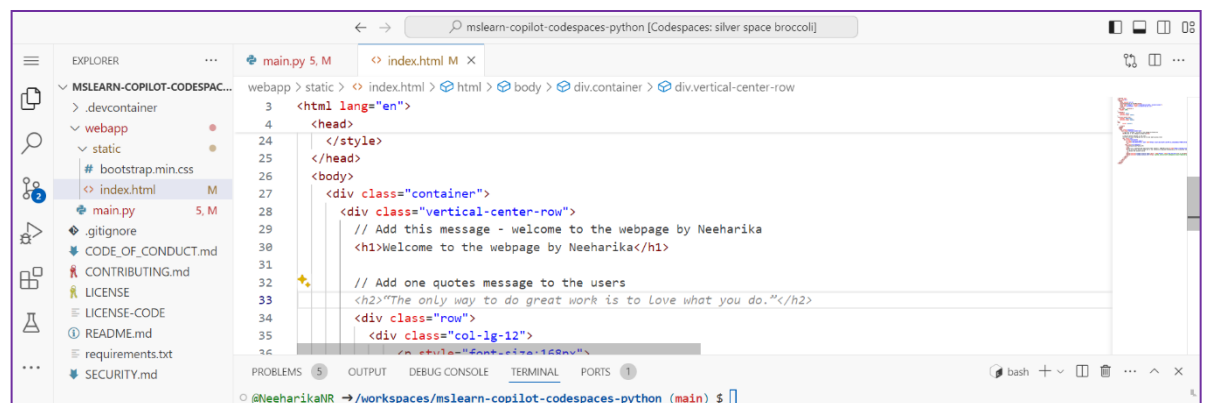 mslearn-copilot-codespaces-python [Codespaces: silver space broccoli]
EXPLORER
MSLEARN-COPILOT-CODESPAC...
.devcontainer
webapp
static
# bootstrap.min.css
<> index.html M
main.py 5, M
.gitignore
CODE_OF_CONDUCT.md
CONTRIBUTING.md
LICENSE
LICENSE-CODE
README.md
requirements.txt
SECURITY.md
2
main.py 5, M <> index.html M
webapp > static > <> index.html > html > body > div.container > div.vertical-center-row
3 <html lang="en">
4 <head>
24 </style>
25 </head>
26 <body>
27 <div class="container">
28 <div class="vertical-center-row">
29 // Add this message - welcome to the webpage by Neeharika
30 <h1>Welcome to the webpage by Neeharika</h1>
31
32 // Add one quotes message to the users
33 <h2>"The only way to do great work is to love what you do."</h2>
34 <div class="row">
35 <div class="col-lg-12">
36 <p style="font-size:168px">
PROBLEMS 5 OUTPUT DEBUG CONSOLE TERMINAL PORTS 1 bash
@NeeharikaNR → /workspaces/mslearn-copilot-codespaces-python (main) $